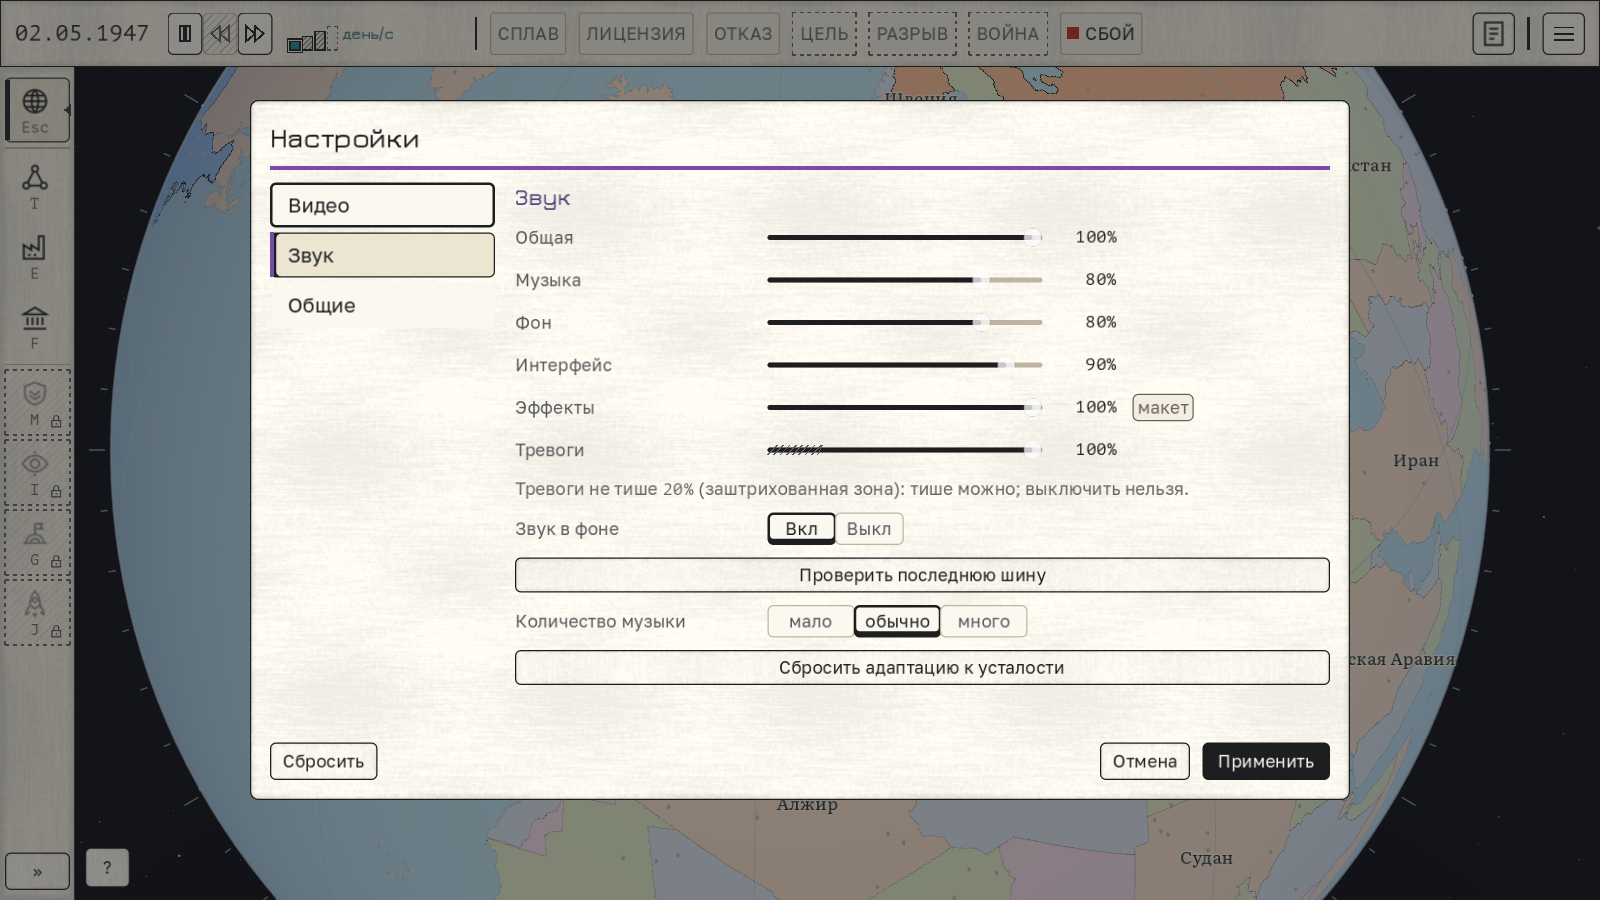 02.05.1947 день/с СПЛАВ ЛИЦЕНЗИЯ ОТКАЗ ЦЕЛЬ РАЗРЫВ ВОЙНА СБОЙ
Esc
T
E
F
M
I
G
J
»
?
Швеция
стан
Иран
ская Аравия
Алжир
Судан
Настройки
Видео
Звук
Общие
Звук
Общая 100%
Музыка 80%
Фон 80%
Интерфейс 90%
Эффекты 100% макет
Тревоги 100%
Тревоги не тише 20% (заштрихованная зона): тише можно; выключить нельзя.
Звук в фоне Вкл Выкл
Проверить последнюю шину
Количество музыки мало обычно много
Сбросить адаптацию к усталости
Сбросить Отмена Применить